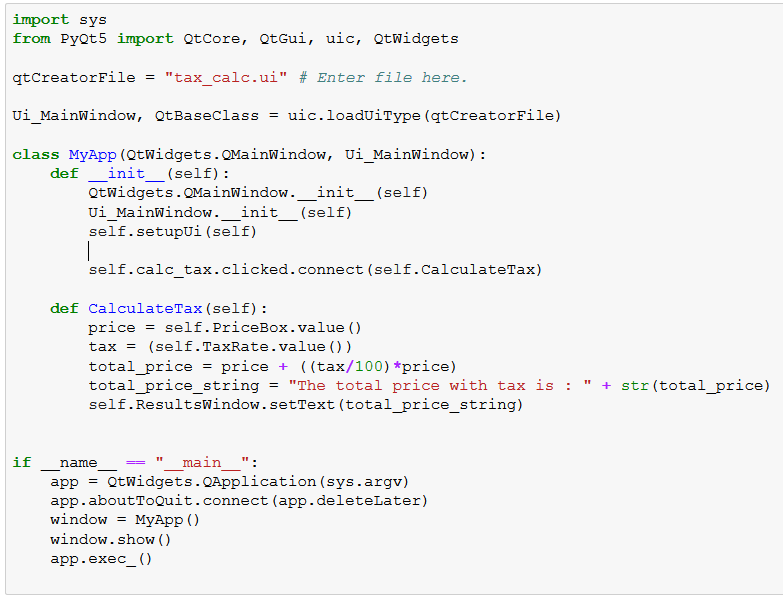 import sys
from PyQt5 import QtCore, QtGui, uic, QtWidgets

qtCreatorFile = "tax_calc.ui" # Enter file here.

Ui_MainWindow, QtBaseClass = uic.loadUiType(qtCreatorFile)

class MyApp(QtWidgets.QMainWindow, Ui_MainWindow):
    def __init__(self):
        QtWidgets.QMainWindow.__init__(self)
        Ui_MainWindow.__init__(self)
        self.setupUi(self)

        self.calc_tax.clicked.connect(self.CalculateTax)

    def CalculateTax(self):
        price = self.PriceBox.value()
        tax = (self.TaxRate.value())
        total_price = price + ((tax/100)*price)
        total_price_string = "The total price with tax is : " + str(total_price)
        self.ResultsWindow.setText(total_price_string)


if __name__ == "__main__":
    app = QtWidgets.QApplication(sys.argv)
    app.aboutToQuit.connect(app.deleteLater)
    window = MyApp()
    window.show()
    app.exec_()